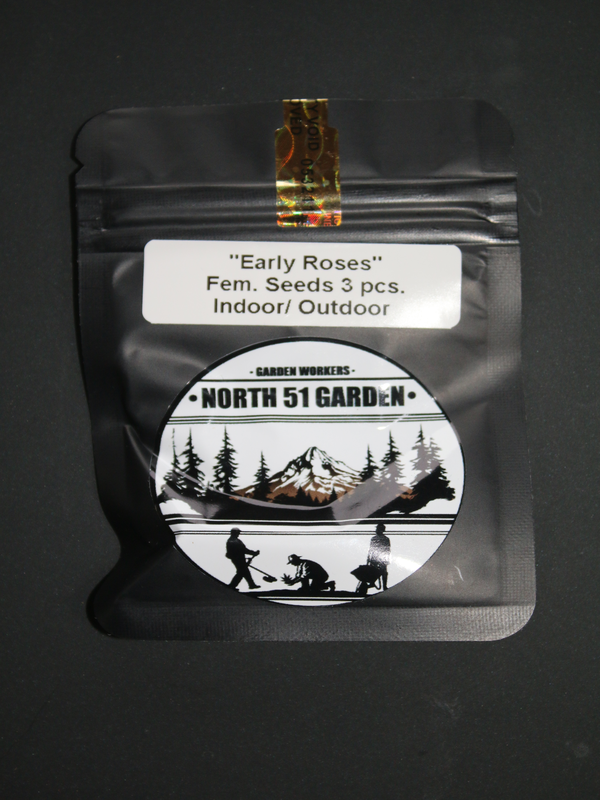 "Early Roses"
Fem. Seeds 3 pcs.
Indoor/ Outdoor
- GARDEN WORKERS -
•NORTH 51 GARDEN•